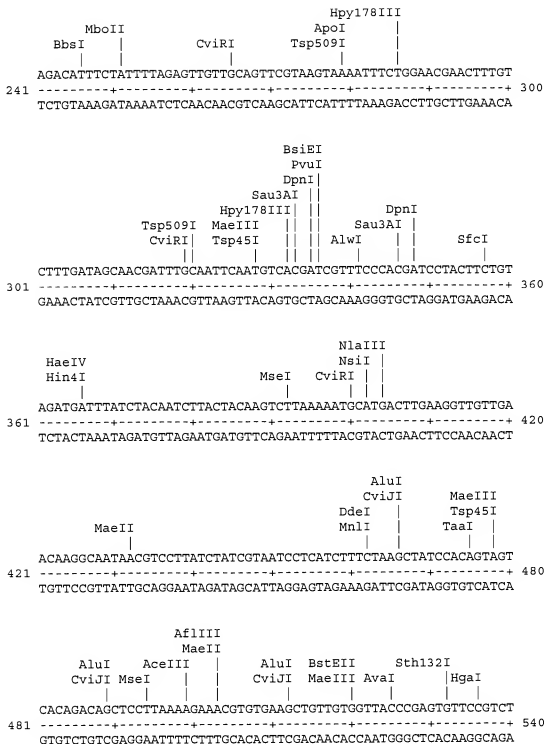 Hpy178III
MboII ApoI
BbsI CviRI Tsp509I
AGACATTTCTATTTTAGAGTTGTTGCAGTTCGTAAGTAAAATTTCTGGAACGAACTTTGT
241 ---------+---------+---------+---------+---------+---------+ 300
TCTGTAAAGATAAAATCTCAACAACGTCAAGCATTCATTTTAAAGACCTTGCTTGAAACA
BsiEI
PvuI
DpnI
Sau3AI
Hpy178III DpnI
Tsp509I MaeIII Sau3AI
CviRI Tsp45I AlwI SfcI
CTTTGATAGCAACGATTTGCAATTCAATGTCACGATCGTTTCCCACGATCCTACTTCTGT
301 ---------+---------+---------+---------+---------+---------+ 360
GAAACTATCGTTGCTAAACGTTAAGTTACAGTGCTAGCAAAGGGTGCTAGGATGAAGACA
NlaIII
HaeIV NsiI
Hin4I MseI CviRI
AGATGATTTATCTACAATCTTACTACAAGTCTTAAAAATGCATGACTTGAAGGTTGTTGA
361 ---------+---------+---------+---------+---------+---------+ 420
TCTACTAAATAGATGTTAGAATGATGTTCAGAATTTTTACGTACTGAACTTCCAACAACT
AluI
CviJI MaeIII
DdeI Tsp45I
MaeII MnlI TaaI
ACAAGGCAATAACGTCCTTATCTATCGTAATCCTCATCTTTCTAAGCTATCCACAGTAGT
421 ---------+---------+---------+---------+---------+---------+ 480
TGTTCCGTTATTGCAGGAATAGATAGCATTAGGAGTAGAAAGATTCGATAGGTGTCATCA
AflIII
MaeII
AluI AceIII AluI BstEII Sth132I
CviJI MseI CviJI MaeIII AvaI HgaI
CACAGACAGCTCCTTAAAAGAAACGTGTGAAGCTGTTGTGGTTACCCGAGTGTTCCGTCT
481 ---------+---------+---------+---------+---------+---------+ 540
GTGTCTGTCGAGGAATTTTCTTTGCACACTTCGACAACACCAATGGGCTCACAAGGCAGA